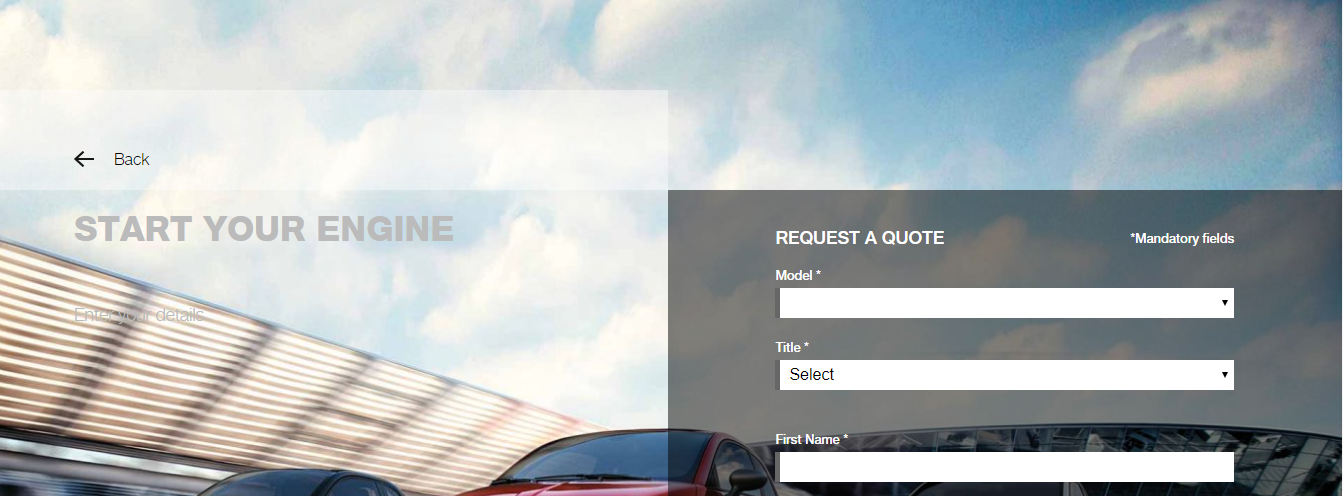 Back
START YOUR ENGINE
Enter your details
REQUEST A QUOTE
*Mandatory fields
Model *
Title *
Select
First Name *